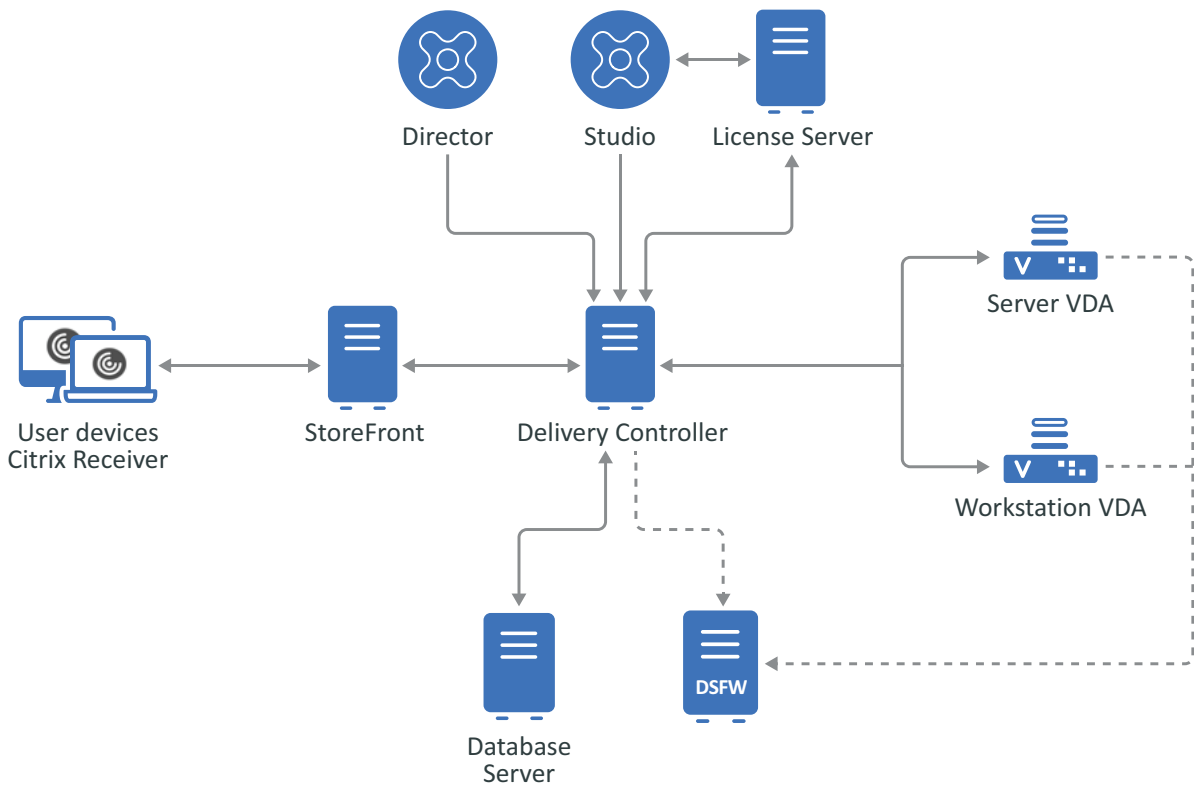 Director
Studio
License Server
V
Server VDA
User devices
Citrix Receiver
StoreFront
Delivery Controller
V
Workstation VDA
DSFW
Database
Server